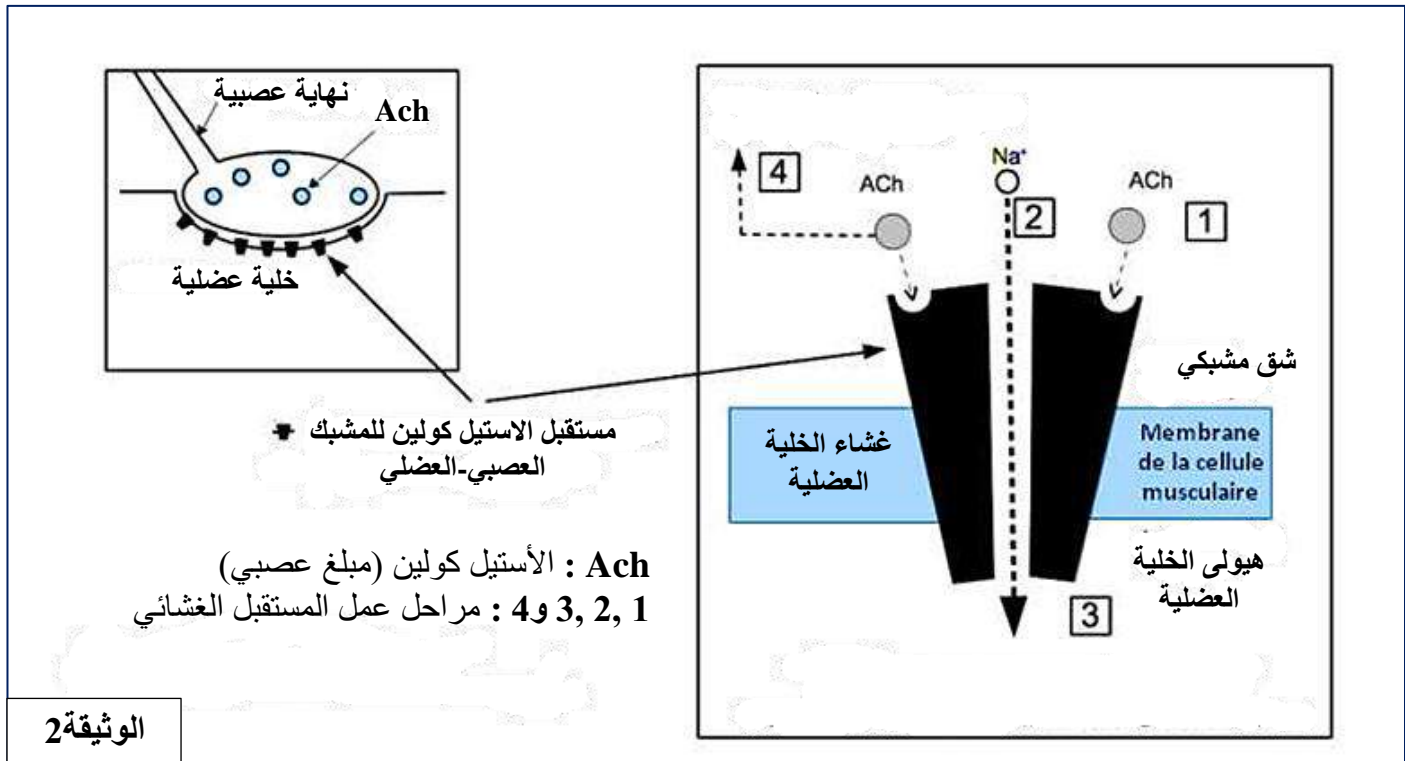 نهاية عصبية
Ach
خلية عضلية
مستقبل الاستيل كولين للمشبك
العصبي-العضلي
Ach : الأستيل كولين (مبلغ عصبي)
1 ,2 ,3 و4 : مراحل عمل المستقبل الغشائي
الوثيقة2
4
ACh
Na⁺
2
ACh
1
شق مشبكي
غشاء الخلية
العضلية
Membrane
de la cellule
musculaire
هيولى الخلية
العضلية
3